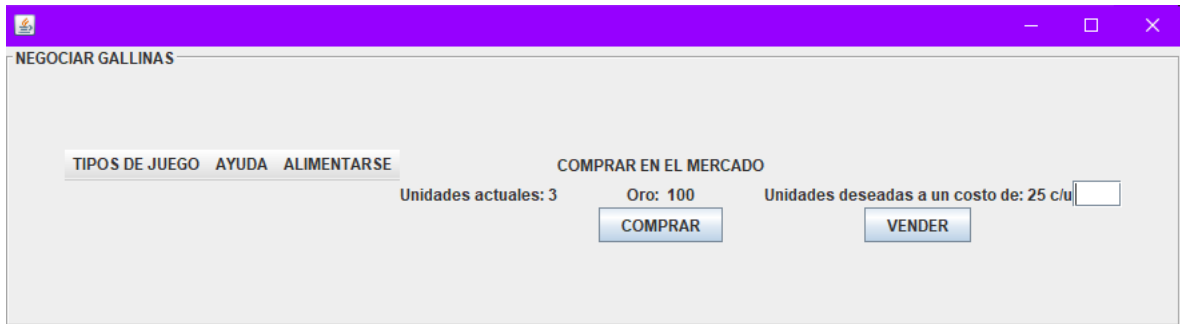 NEGOCIAR GALLINAS
TIPOS DE JUEGO AYUDA ALIMENTARSE
COMPRAR EN EL MERCADO
Unidades actuales: 3 Oro: 100 Unidades deseadas a un costo de: 25 c/u
COMPRAR VENDER